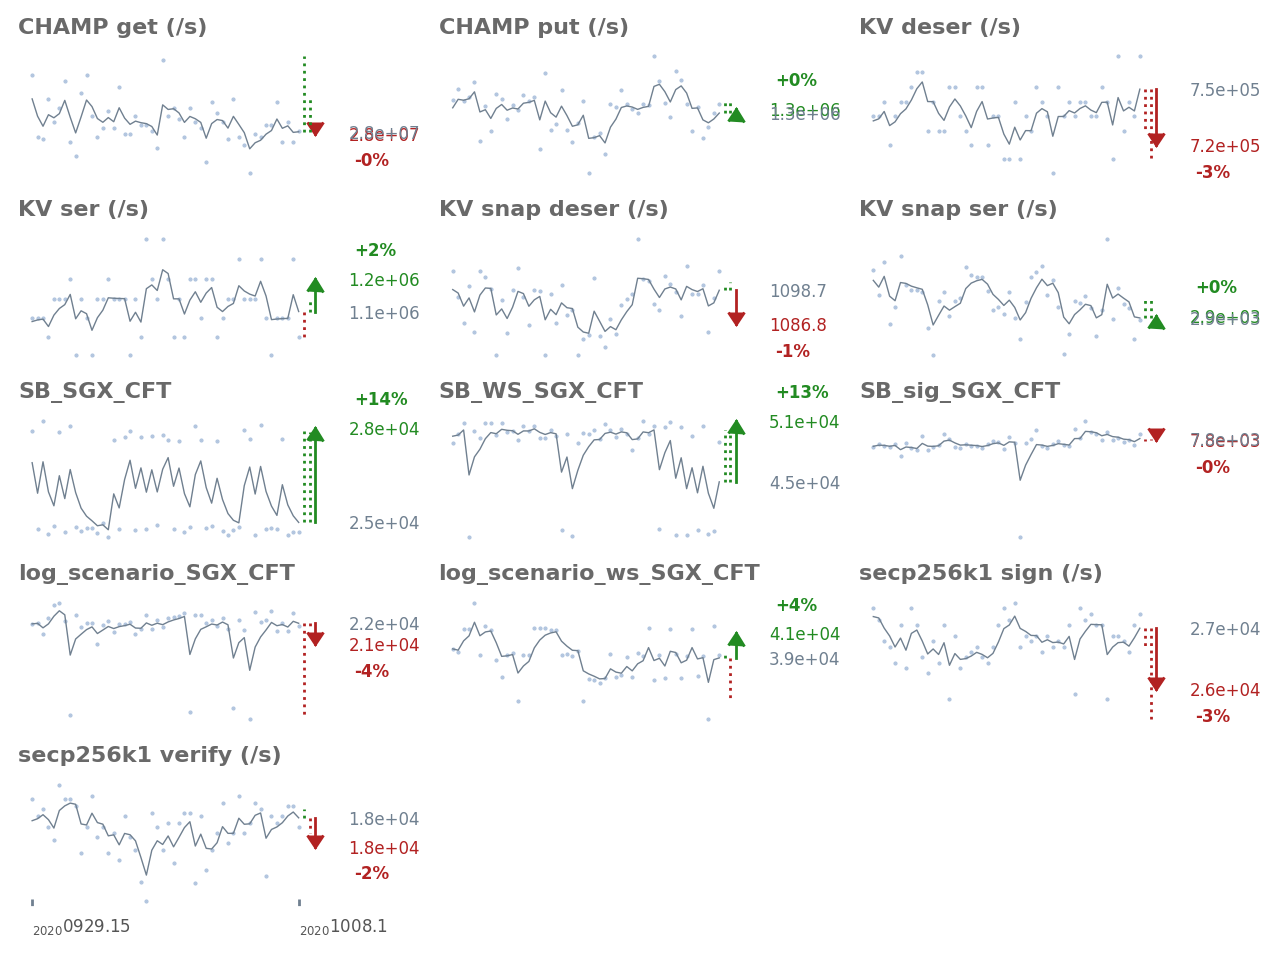 CHAMP get (/s)
2.8e+07
2.8e+07
-0%
CHAMP put (/s)
+0%
1.3e+06
1.3e+06
KV deser (/s)
7.5e+05
7.2e+05
-3%
KV ser (/s)
+2%
1.2e+06
1.1e+06
KV snap deser (/s)
1098.7
1086.8
-1%
KV snap ser (/s)
+0%
2.9e+03
2.9e+03
SB_SGX_CFT
+14%
2.8e+04
2.5e+04
SB_WS_SGX_CFT
+13%
5.1e+04
4.5e+04
SB_sig_SGX_CFT
7.8e+03
7.8e+03
-0%
log_scenario_SGX_CFT
2.2e+04
2.1e+04
-4%
log_scenario_ws_SGX_CFT
+4%
4.1e+04
3.9e+04
secp256k1 sign (/s)
2.7e+04
2.6e+04
-3%
secp256k1 verify (/s)
1.8e+04
1.8e+04
-2%
20200929.15
20201008.1